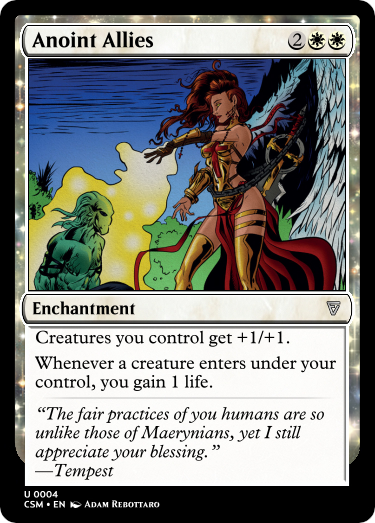 Anoint Allies 2
Enchantment
Creatures you control get +1/+1.
Whenever a creature enters under your
control, you gain 1 life.
“The fair practices of you humans are so
unlike those of Maerynians, yet I still
appreciate your blessing.”
—Tempest
U 0004
CSM • EN Adam Rebottaro